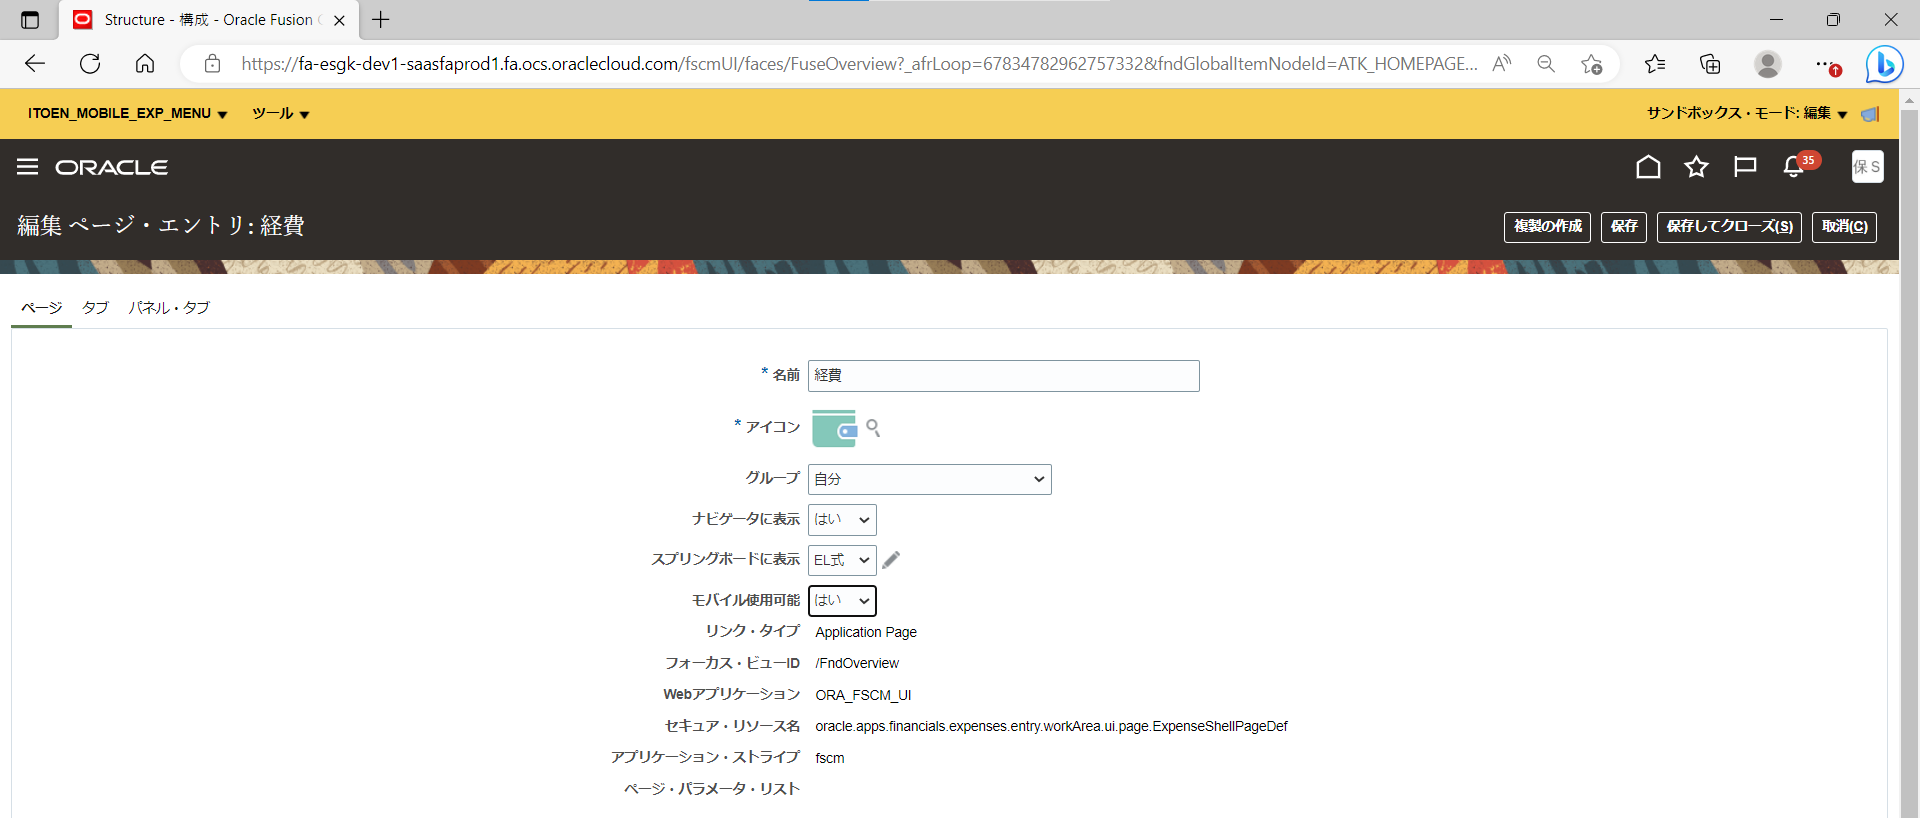 Structure - 構成 - Oracle Fusion
https://fa-esgk-dev1-saasfaprod1.fa.ocs.oraclecloud.com/fscmUI/faces/FuseOverview?_afrLoop=67834782962757332&fndGlobalItemNodeId=ATK_HOMEPAGE...
ITOEN_MOBILE_EXP_MENU ツール サンドボックス・モード: 編集
ORACLE 35 保 S
編集 ページ・エントリ: 経費 複製の作成 保存 保存してクローズ(S) 取消(C)
ページ タブ パネル・タブ
* 名前 経費
* アイコン
グループ 自分
ナビゲータに表示 はい
スプリングボードに表示 EL式
モバイル使用可能 はい
リンク・タイプ Application Page
フォーカス・ビューID /FndOverview
Webアプリケーション ORA_FSCM_UI
セキュア・リソース名 oracle.apps.financials.expenses.entry.workArea.ui.page.ExpenseShellPageDef
アプリケーション・ストライプ fscm
ページ・パラメータ・リスト